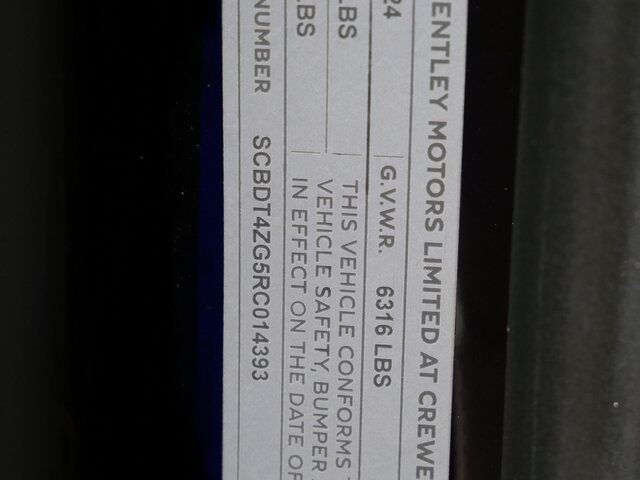 ENTLEY MOTORS LIMITED AT CREWE
24 G.V.W.R. 6316 LBS
LBS THIS VEHICLE CONFORMS
LBS VEHICLE SAFETY, BUMPER
IN EFFECT ON THE DATE OF
NUMBER SCBDT4ZG5RC014393